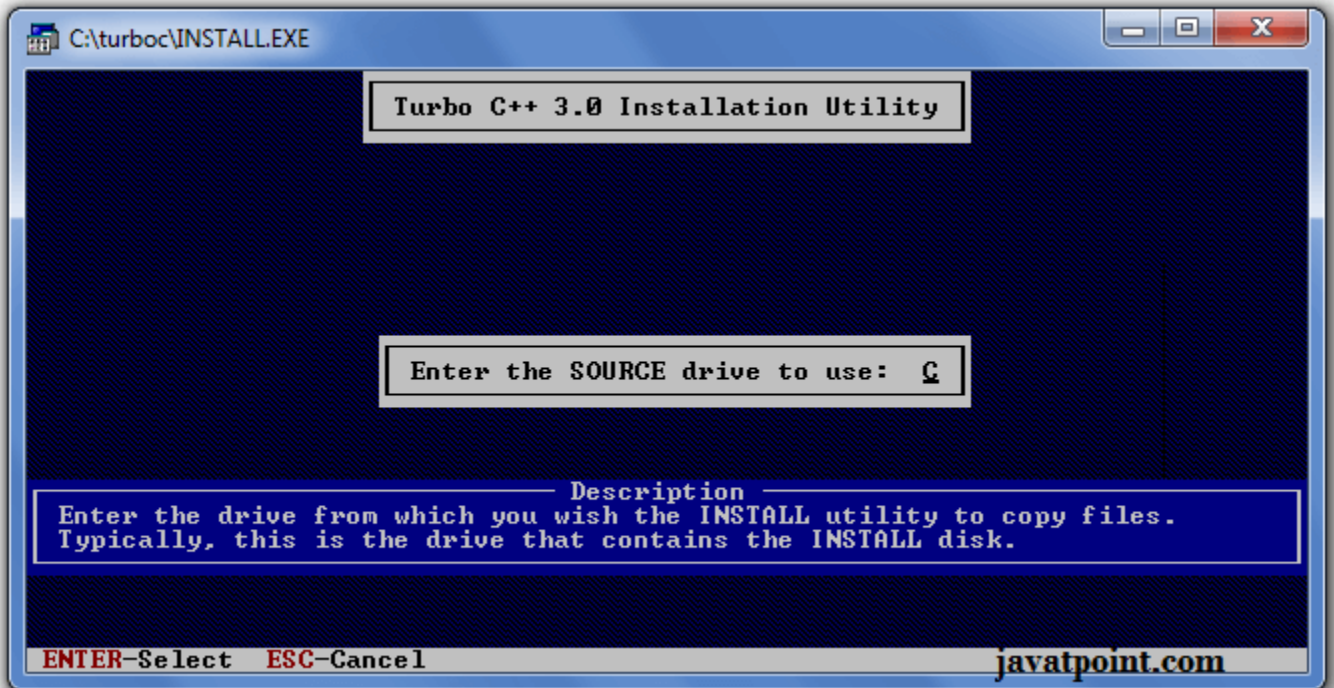 C:\turboc\INSTALL.EXE
Turbo C++ 3.0 Installation Utility
Enter the SOURCE drive to use: C
Description
Enter the drive from which you wish the INSTALL utility to copy files.
Typically, this is the drive that contains the INSTALL disk.
ENTER-Select ESC-Cancel
javatpoint.com